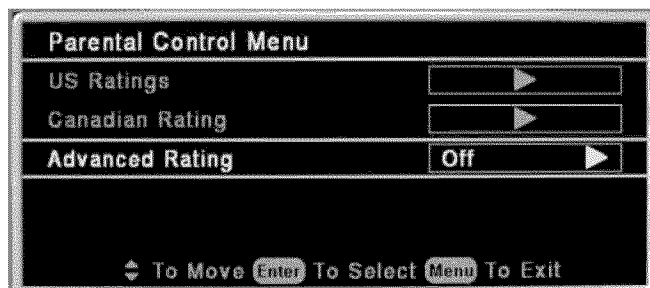 Parental Control Menu
US Ratings
Canadian Rating
Advanced Rating Off
To Move Enter To Select Menu To Exit